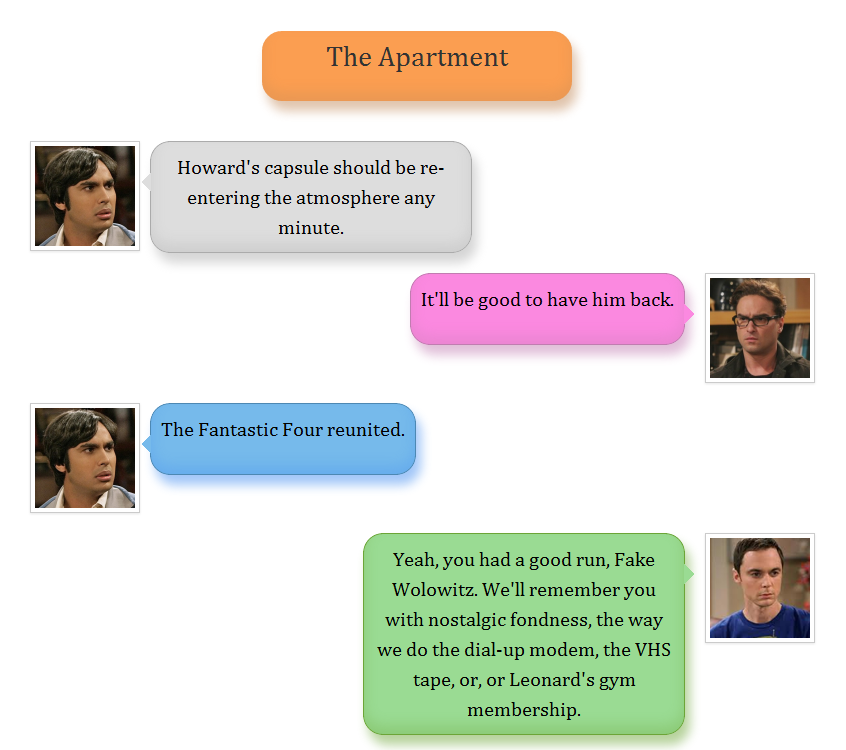 The Apartment
Howard's capsule should be re-
entering the atmosphere any
minute.
It'll be good to have him back.
The Fantastic Four reunited.
Yeah, you had a good run, Fake
Wolowitz. We'll remember you
with nostalgic fondness, the way
we do the dial-up modem, the VHS
tape, or, or Leonard's gym
membership.